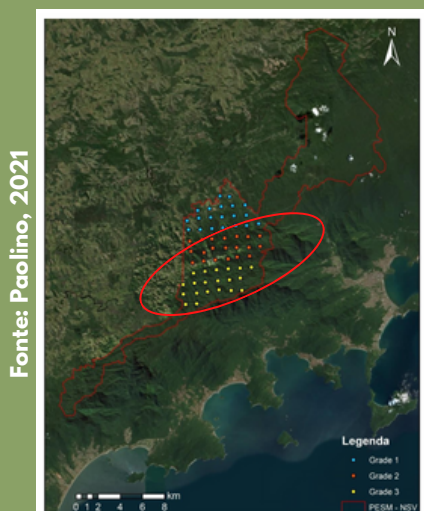 Fonte: Paolino, 2021
N
Legenda
Grade 1
Grade 2
Grade 3
PESM - NSV
0 1 2 4 6 8 km